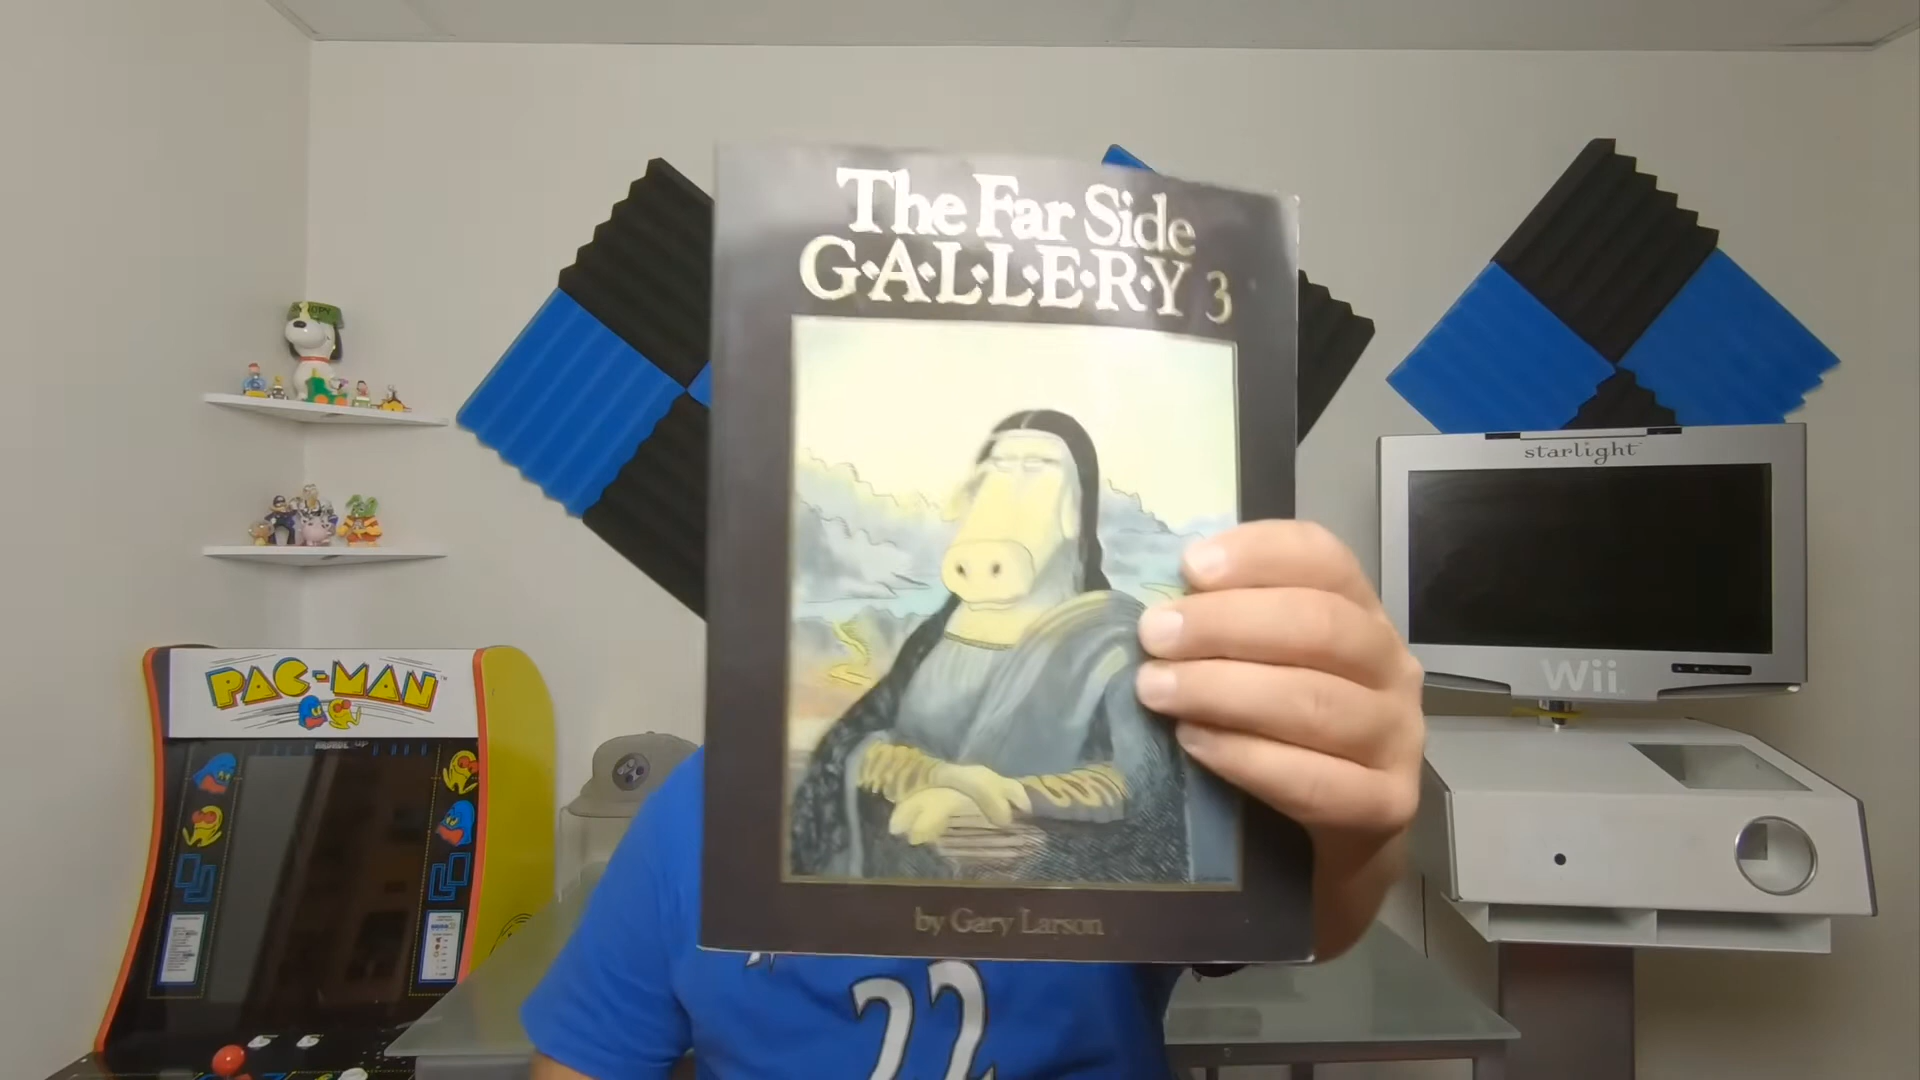 The Far Side
G·A·L·L·E·R·Y 3
by Gary Larson
22
PAC-MAN
starlight
Wii